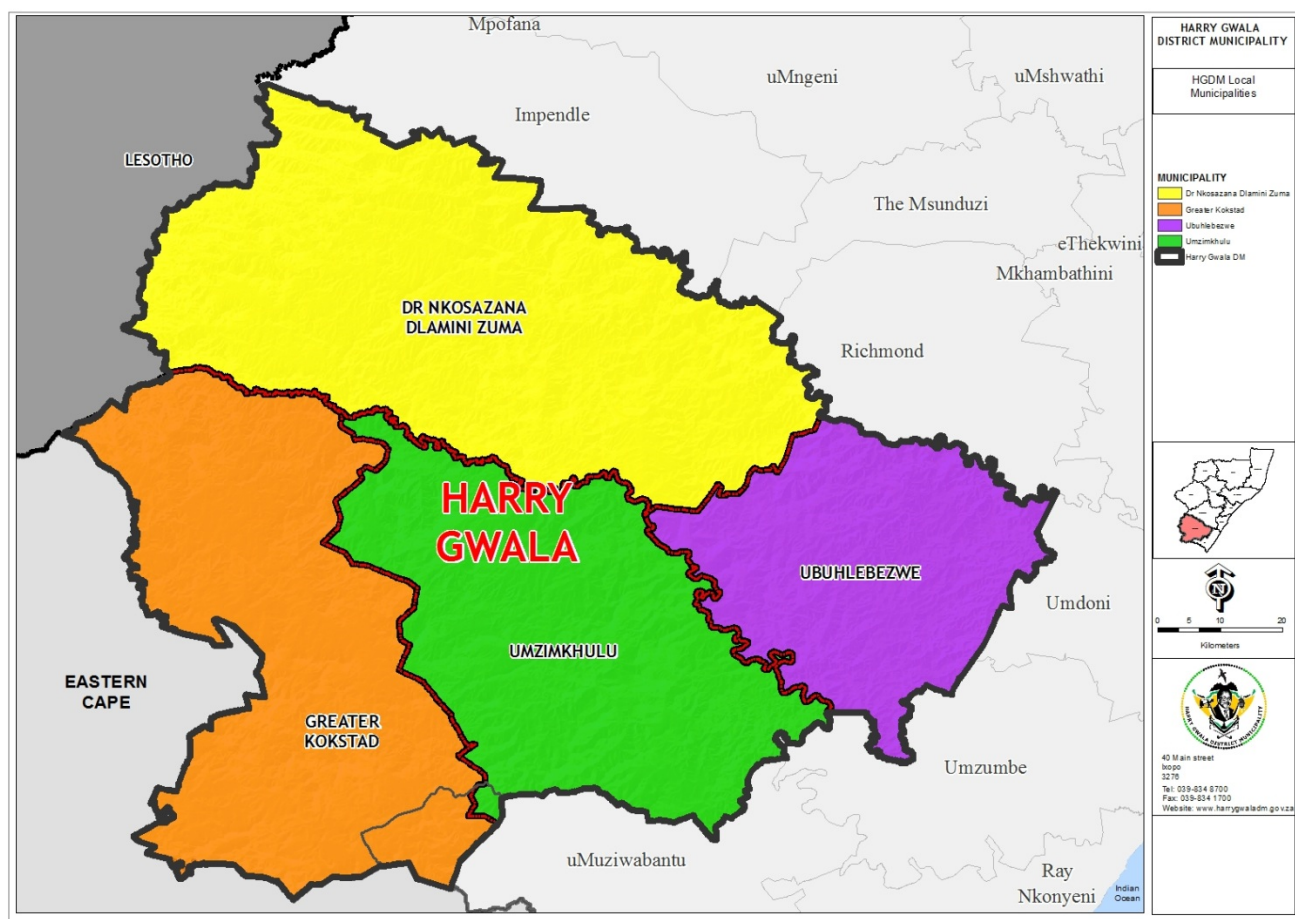 Mpofana
uMngeni
uMshwathi
Impendle
LESOTHO
The Msunduzi
eThekwini
Mkhambathini
DR NKOSAZANA
DLAMINI ZUMA
Richmond
HARRY
GWALA
UBUHLEBEZWE
Umdoni
UMZIMKHULU
EASTERN
CAPE
GREATER
KOKSTAD
Umzumbe
uMuziwabantu
Ray
Nkonyeni
Indian
Ocean
HARRY GWALA
DISTRICT MUNICIPALITY
HGDM Local
Municipalities
MUNICIPALITY
Dr Nkosazana Dlamini Zuma
Greater Kokstad
Ubuhlebezwe
Umzimkhulu
Harry Gwala DM
N
0 5 10 20
Kilometers
HARRY GWALA DISTRICT MUNICIPALITY
40 Main street
Ixopo
3276
Tel: 039-834 8700
Fax: 039-834 1700
Website: www.harrygwaladm.gov.za